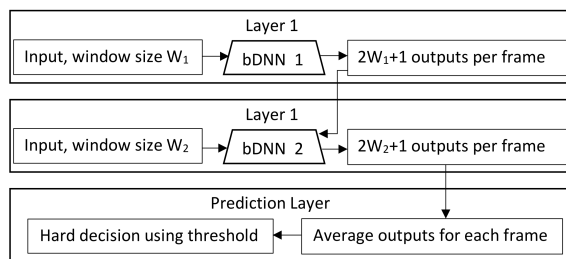 Layer 1
Input, window size W₁
bDNN 1
2W₁+1 outputs per frame
Layer 1
Input, window size W₂
bDNN 2
2W₂+1 outputs per frame
Prediction Layer
Hard decision using threshold
Average outputs for each frame